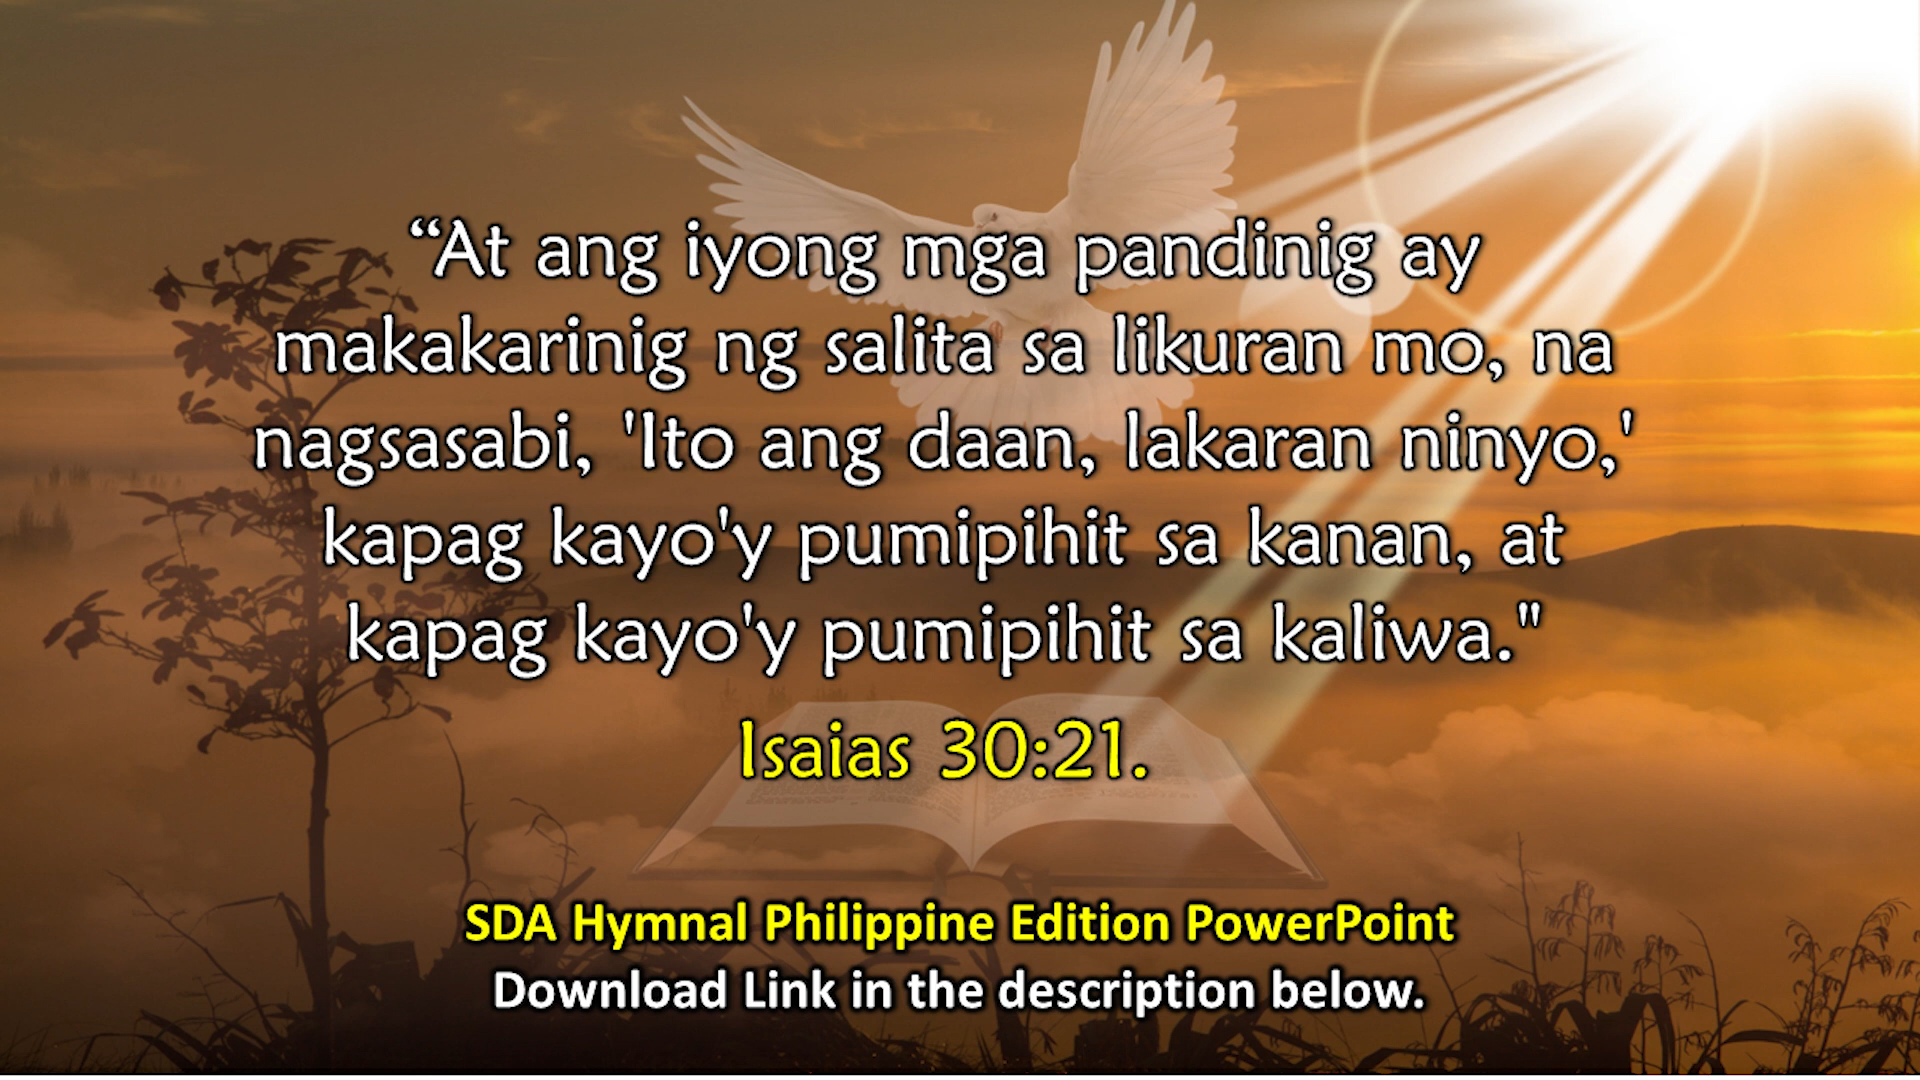 “At ang iyong mga pandinig ay
makakarinig ng salita sa likuran mo, na
nagsasabi, 'Ito ang daan, lakaran ninyo,'
kapag kayo'y pumipihit sa kanan, at
kapag kayo'y pumipihit sa kaliwa."
Isaias 30:21.
SDA Hymnal Philippine Edition PowerPoint
Download Link in the description below.